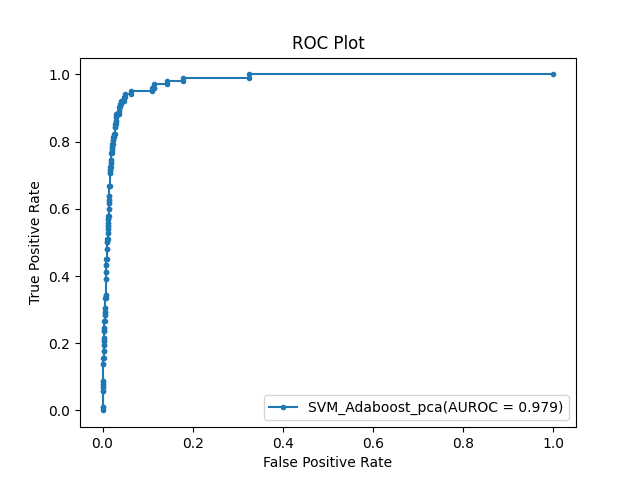 ROC Plot
1.0
0.8
0.6
0.4
0.2
0.0
True Positive Rate
SVM_Adaboost_pca(AUROC = 0.979)
0.0 0.2 0.4 0.6 0.8 1.0
False Positive Rate